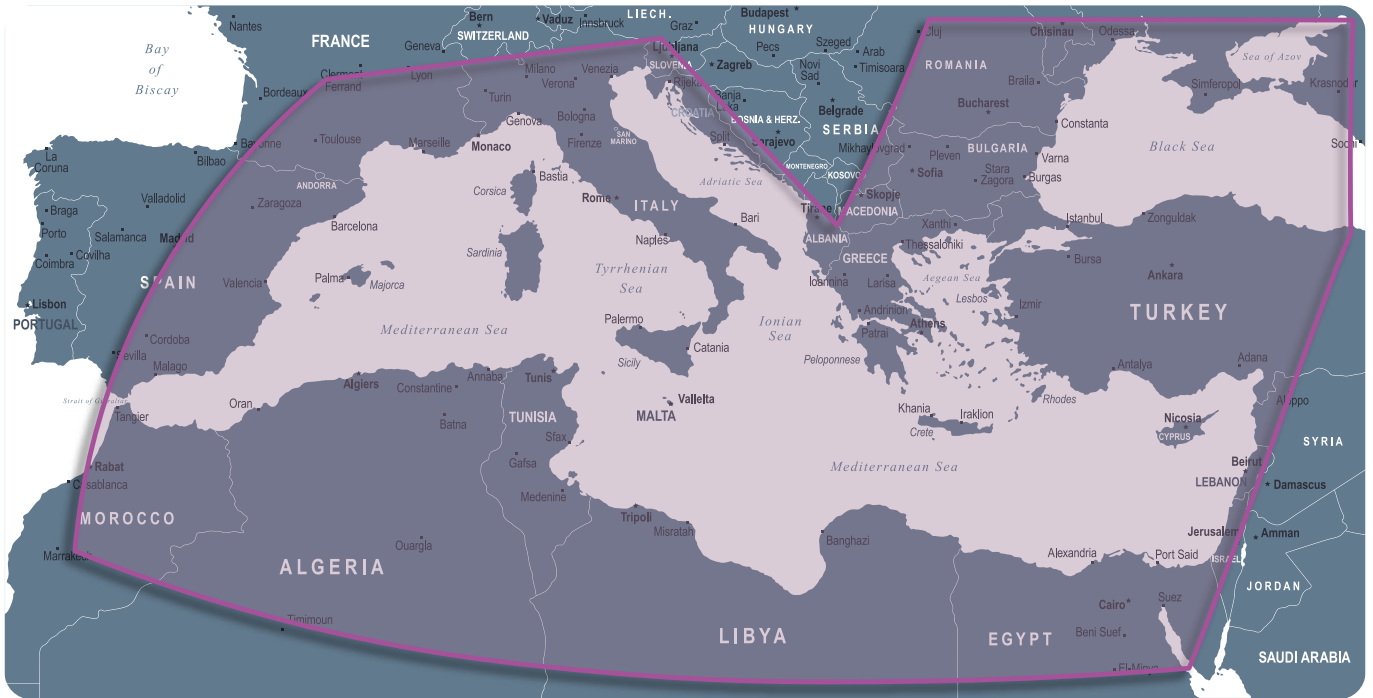 Nantes
Bern
Vaduz
Innsbruck
LIECH.
Graz
Budapest
HUNGARY
Cluj
Chisinau
Odessa
Bay
of
Biscay
FRANCE
Geneva
SWITZERLAND
Ljubljana
SLOVENIA
Zagreb
Pecs
Szeged
Arab
Timisoara
Novi
Sad
ROMANIA
Sea of Azov
Clermont
Ferrand
Lyon
Milano
Verona
Venezia
Rijeka
Banja
Luka
Belgrade
Braila
Simferopol
Krasnodar
Bordeaux
Turin
Genova
Bologna
CROATIA
BOSNIA & HERZ.
SERBIA
Bucharest
Constanta
Toulouse
Marseille
Monaco
Firenze
SAN
MARINO
Split
Sarajevo
Mikhaylovgrad
Pleven
BULGARIA
Varna
Black Sea
Sochi
La
Coruna
Bilbao
Bayonne
ANDORRA
Corsica
Bastia
Adriatic Sea
MONTENEGRO
KOSOVO
Sofia
Stara
Zagora
Burgas
Valladolid
Braga
Porto
Salamanca
Zaragoza
Barcelona
Rome
ITALY
Bari
Tirane
Skopje
MACEDONIA
Xanthi
Istanbul
Zonguldak
Covilha
Coimbra
Madrid
Sardinia
Naples
ALBANIA
Thessaloniki
GREECE
Bursa
Ankara
SPAIN
Valencia
Palma
Majorca
Tyrrhenian
Sea
Ioannina
Larisa
Aegean Sea
Lesbos
Izmir
TURKEY
Lisbon
PORTUGAL
Mediterranean Sea
Palermo
Ionian
Sea
Andrinion
Patrai
Athens
Cordoba
Sevilla
Malago
Catania
Sicily
Peloponnese
Antalya
Adana
Strait of Gibraltar
Tangier
Oran
Algiers
Constantine
Annaba
Tunis
MALTA
Valletta
Khania
Iraklion
Crete
Rhodes
Nicosia
CYPRUS
Aleppo
SYRIA
Batna
TUNISIA
Sfax
Gafsa
Mediterranean Sea
Beirut
LEBANON
Damascus
Rabat
Casablanca
MOROCCO
Medenine
Tripoli
Misratah
Banghazi
Jerusalem
Amman
Marrakech
Ouargla
ALGERIA
Alexandria
Port Said
ISRAEL
JORDAN
Timimoun
LIBYA
Cairo
Suez
Beni Suef
EGYPT
El-Minya
SAUDI ARABIA